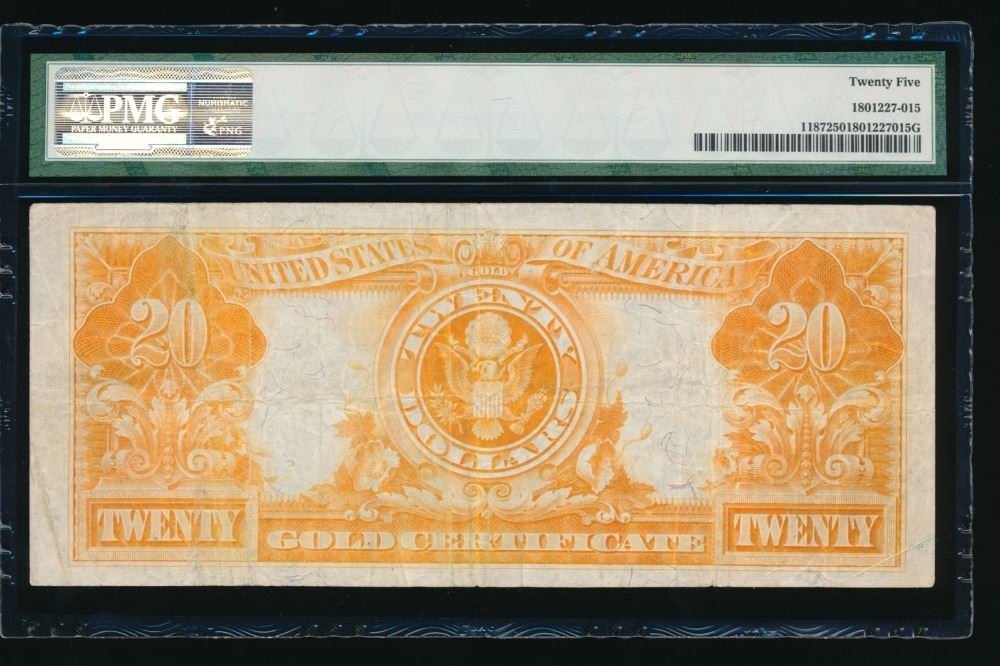 PMG
PAPER MONEY GUARANTY
NUMISMATIC
PNG
Twenty Five
1801227-015
11872501801227015G
UNITED STATES OF AMERICA
GOLD
20
20
TWENTY
DOLLARS
TWENTY
TWENTY
GOLD CERTIFICATE